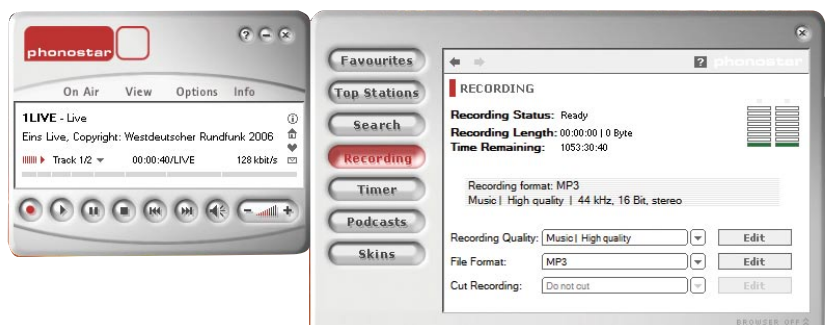 phonostar
On Air View Options Info
1LIVE - Live
Eins Live, Copyright: Westdeutscher Rundfunk 2006
Track 1/2 00:00:40/LIVE 128 kbit/s
Favourites
Top Stations
Search
Recording
Timer
Podcasts
Skins
? phonostar
RECORDING
Recording Status: Ready
Recording Length: 00:00:00 | 0 Byte
Time Remaining: 1053:30:40
Recording format: MP3
Music | High quality | 44 kHz, 16 Bit, stereo
Recording Quality: Music | High quality Edit
File Format: MP3 Edit
Cut Recording: Do not cut Edit
BROWSER OFF